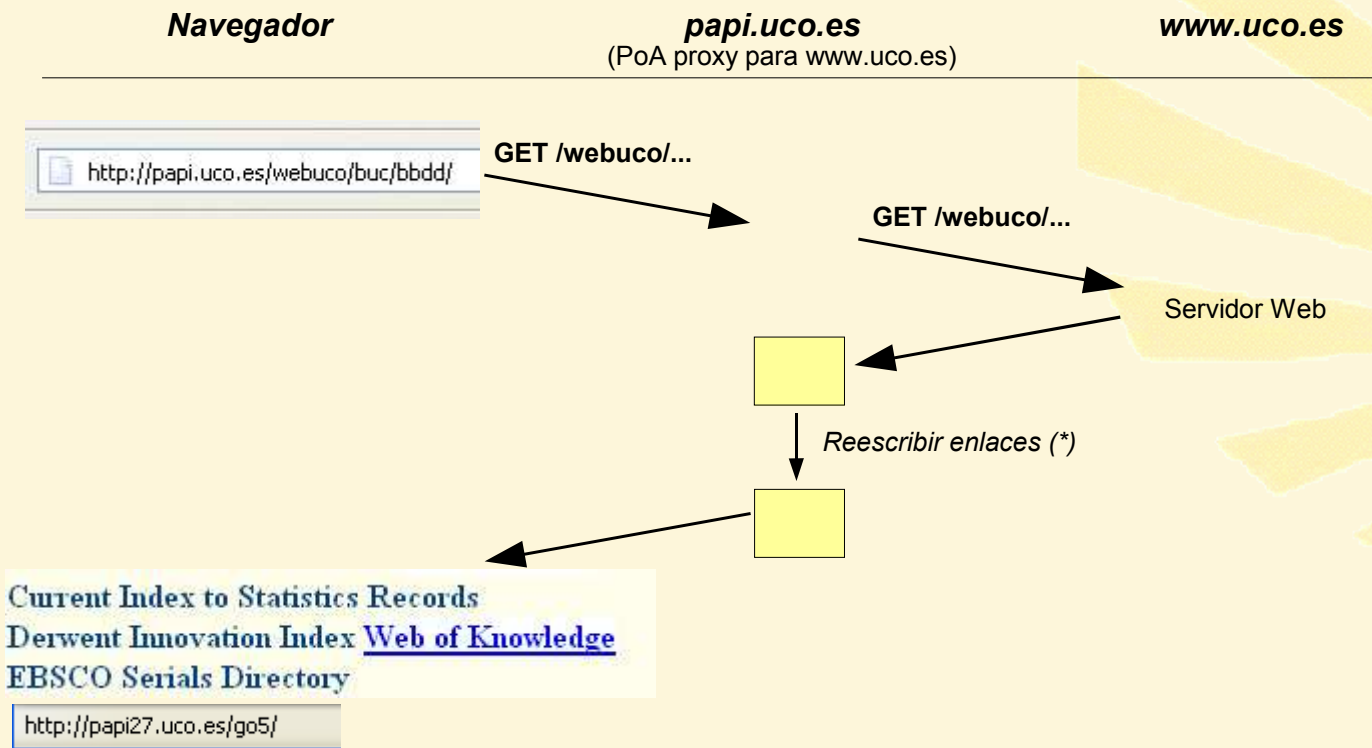 Navegador
papi.uco.es
www.uco.es
(PoA proxy para www.uco.es)
http://papi.uco.es/webuco/buc/bbdd/
GET /webuco/...
GET /webuco/...
Servidor Web
Reescribir enlaces (*)
Current Index to Statistics Records
Derwent Innovation Index Web of Knowledge
EBSCO Serials Directory
http://papi27.uco.es/go5/